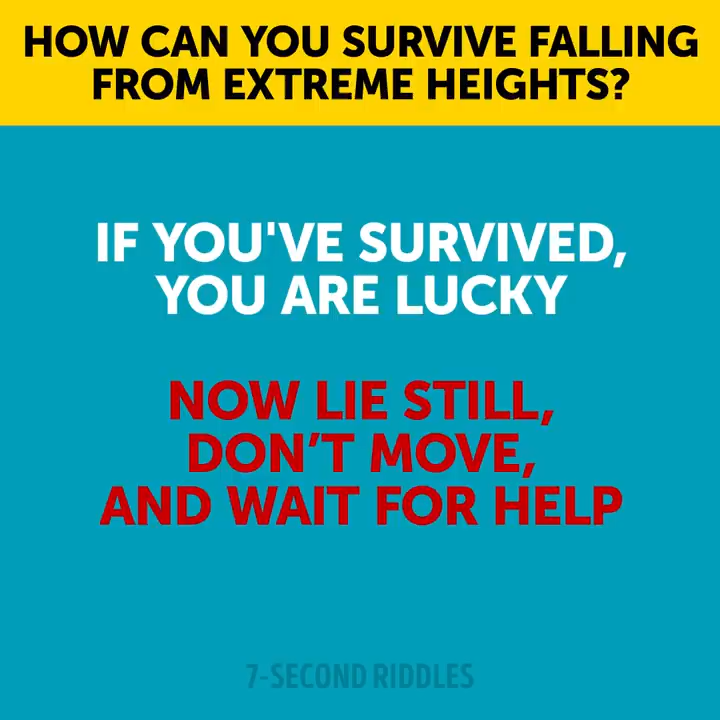 HOW CAN YOU SURVIVE FALLING
FROM EXTREME HEIGHTS?
IF YOU'VE SURVIVED,
YOU ARE LUCKY
NOW LIE STILL,
DON’T MOVE,
AND WAIT FOR HELP
7-SECOND RIDDLES